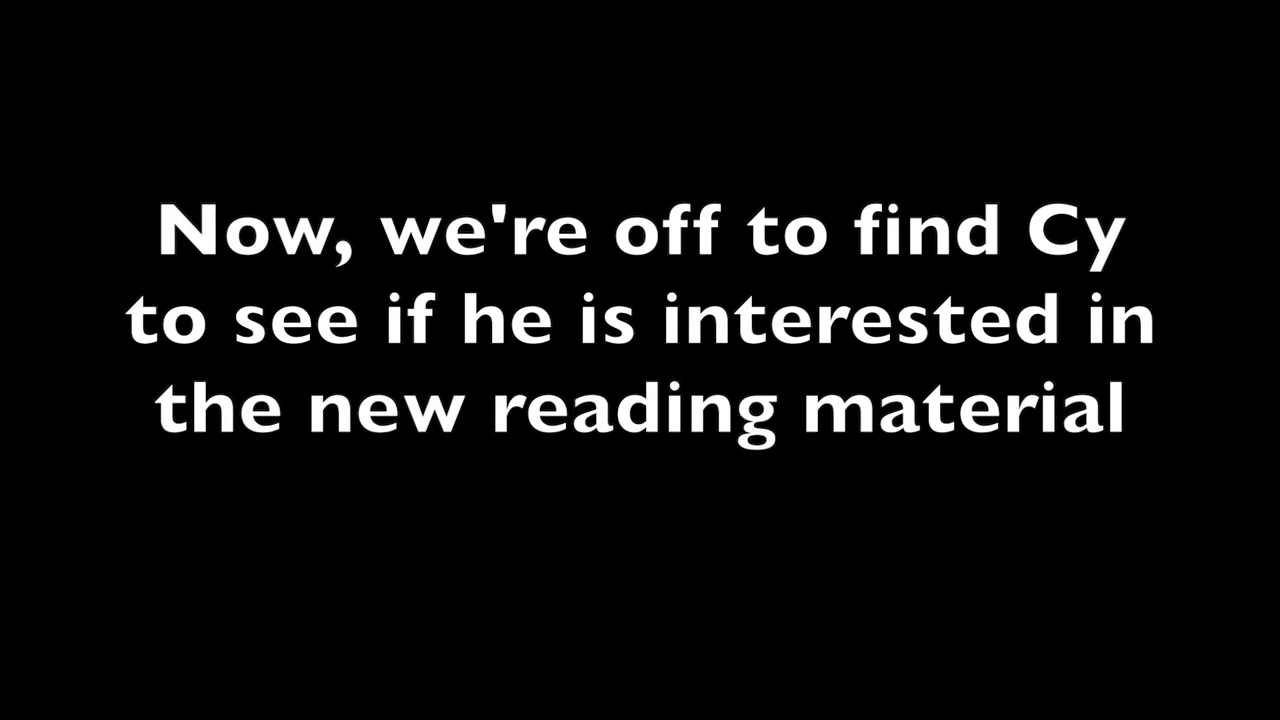 Now, we're off to find Cy
to see if he is interested in
the new reading material